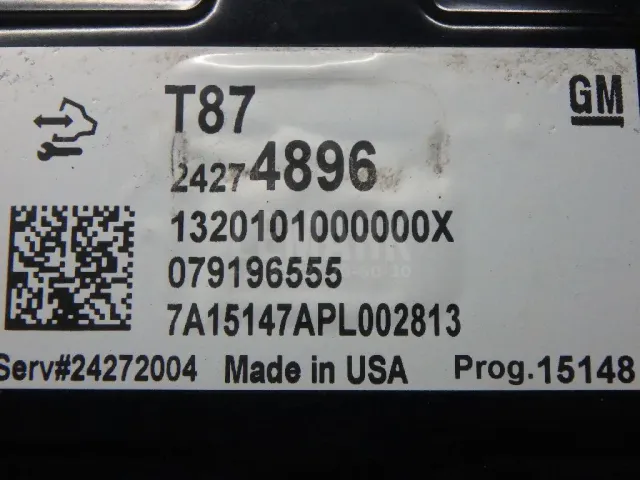 T87
GM
24274896
1320101000000X
079196555
7A15147APL002813
Serv#24272004 Made in USA Prog.15148